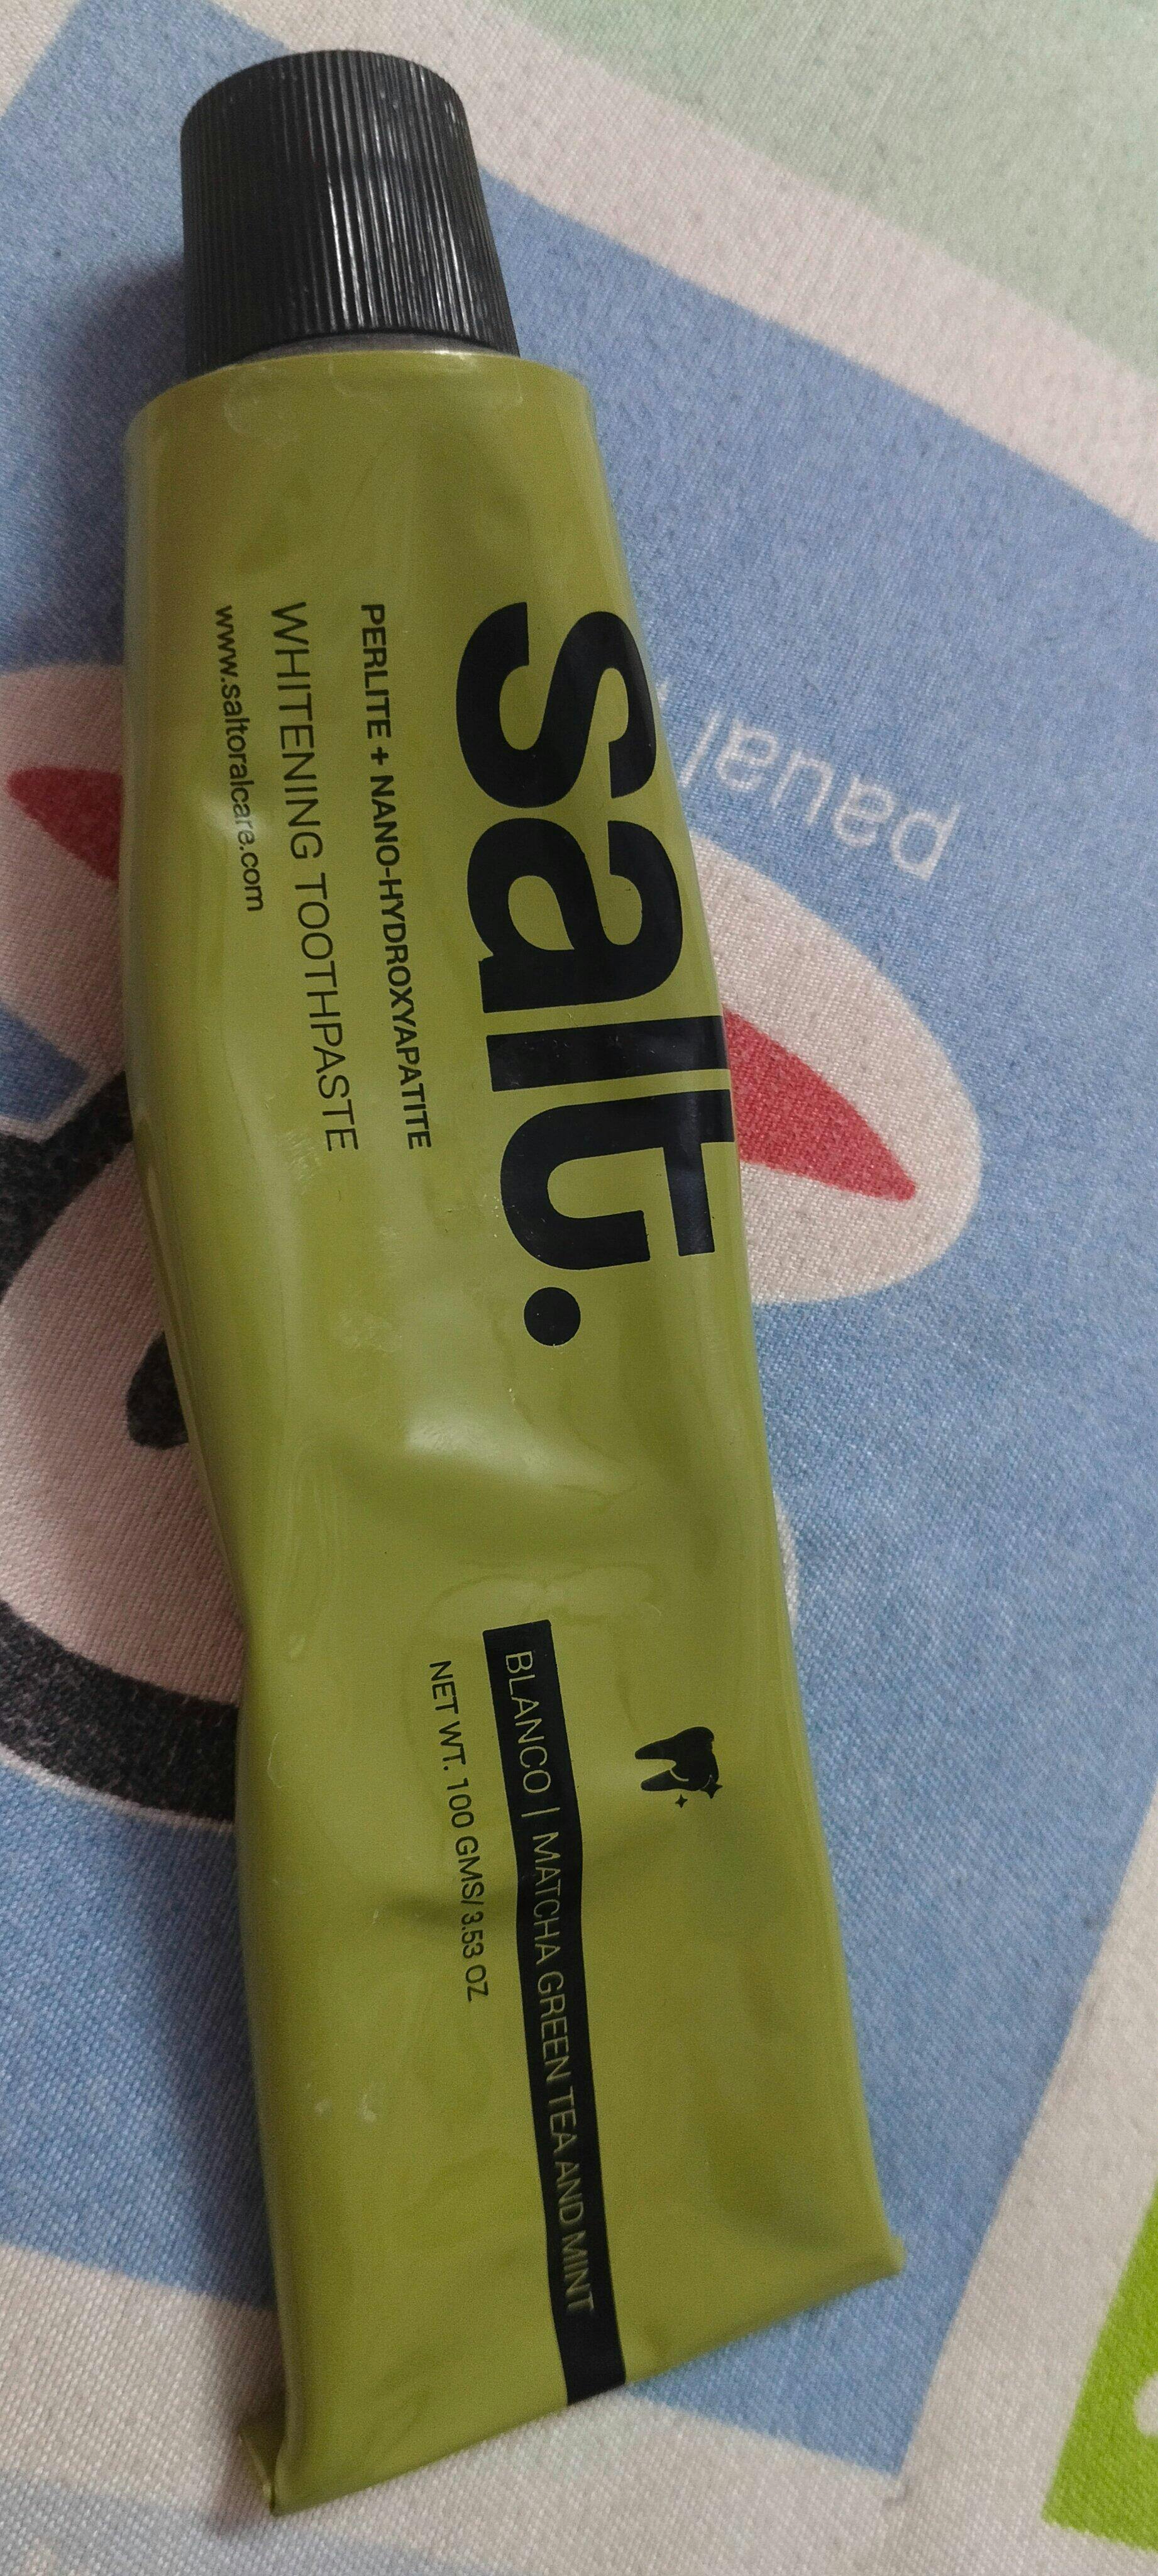 salt.
PERLITE + NANO-HYDROXYAPATITE
WHITENING TOOTHPASTE
www.saltoralcare.com
BLANCO | MATCHA GREEN TEA AND MINT
NET WT. 100 GMS/ 3.53 OZ